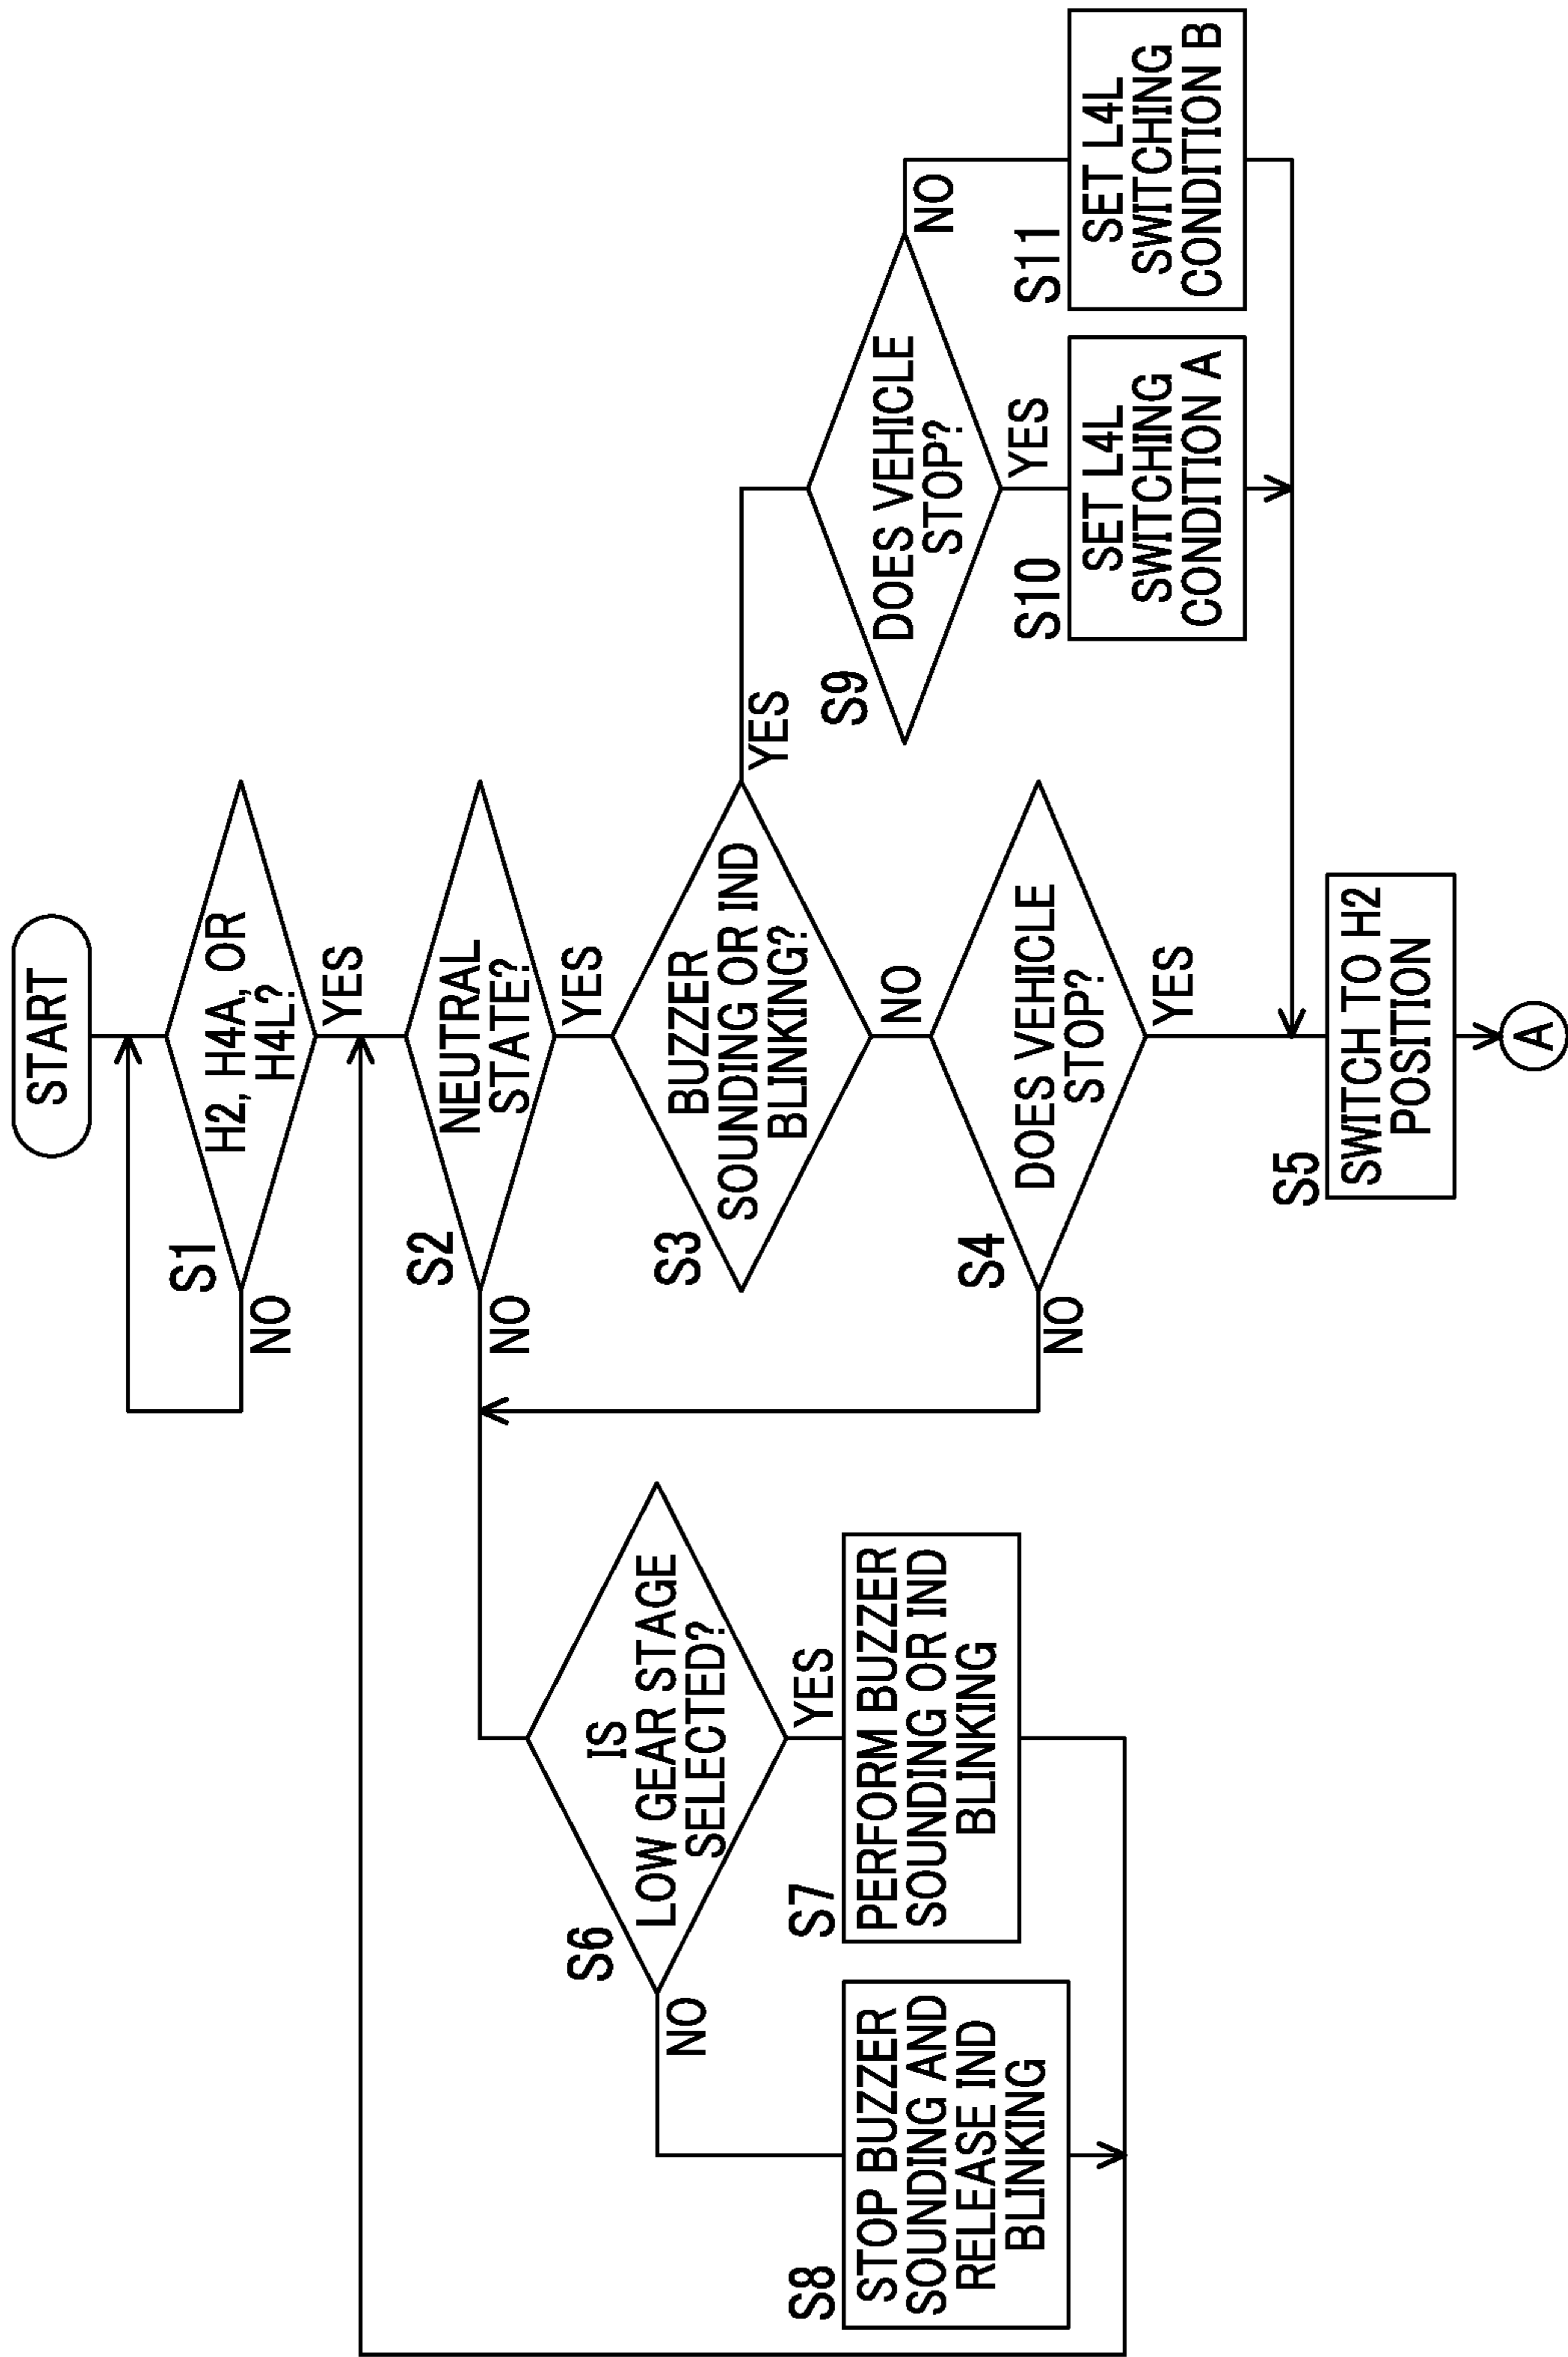 START
S1
H2, H4A, OR
H4L?
NO
YES
S2
NEUTRAL
STATE?
NO
YES
S3
BUZZER
SOUNDING OR IND
BLINKING?
YES
NO
S4
DOES VEHICLE
STOP?
NO
YES
S5
SWITCH TO H2
POSITION
A
S6
IS
LOW GEAR STAGE
SELECTED?
NO
YES
S7
PERFORM BUZZER
SOUNDING OR IND
BLINKING
S8
STOP BUZZER
SOUNDING AND
RELEASE IND
BLINKING
S9
DOES VEHICLE
STOP?
NO
YES
S10
SET L4L
SWITCHING
CONDITION A
S11
SET L4L
SWITCHING
CONDITION B